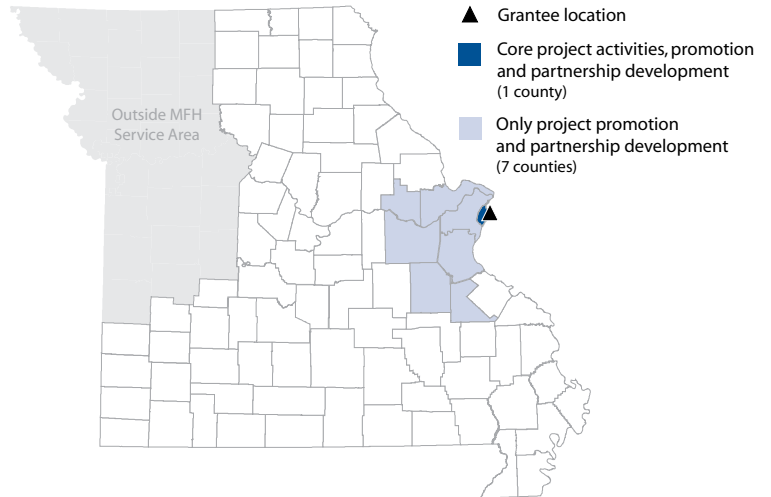 Grantee location
Core project activities, promotion
and partnership development
(1 county)
Only project promotion
and partnership development
(7 counties)
Outside MFH
Service Area